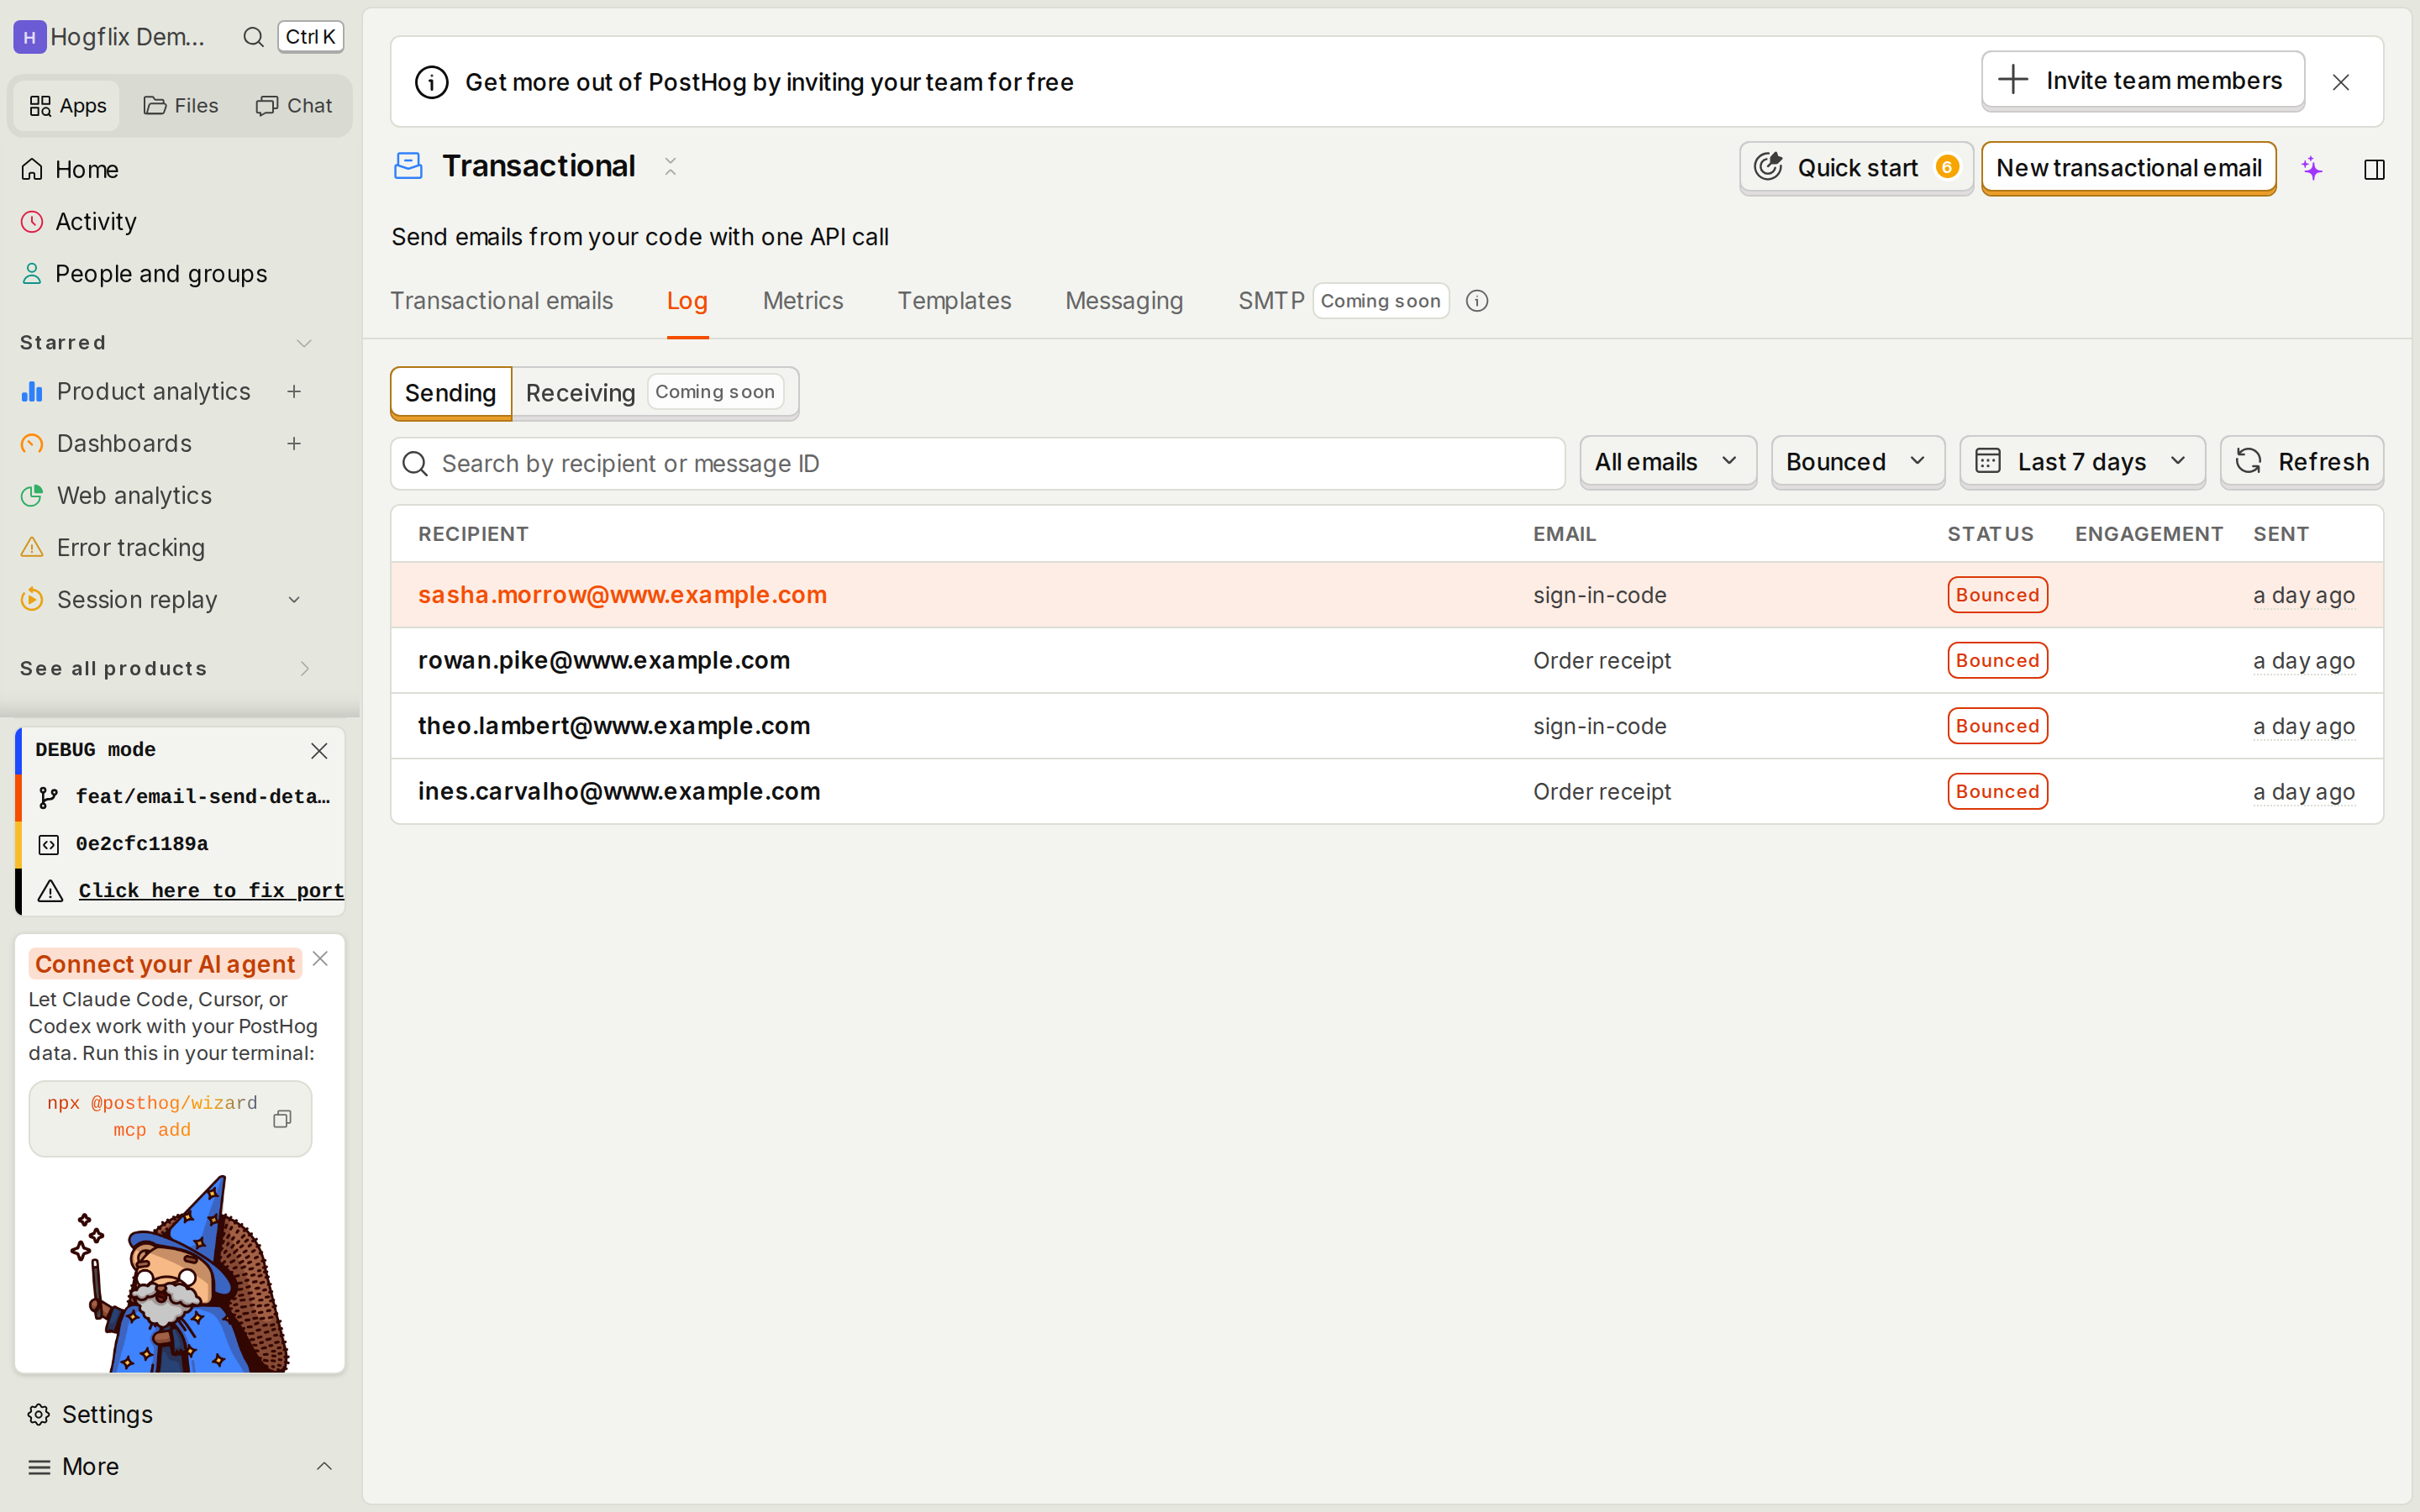 H Hogflix Dem... Ctrl K
Apps Files Chat
Home
Activity
People and groups
Starred
Product analytics
Dashboards
Web analytics
Error tracking
Session replay
See all products
DEBUG mode
feat/email-send-deta…
0e2cfc1189a
Click here to fix port
Connect your AI agent
Let Claude Code, Cursor, or
Codex work with your PostHog
data. Run this in your terminal:
npx @posthog/wizard
mcp add
Settings
More
Get more out of PostHog by inviting your team for free
Invite team members
Transactional
Quick start 6
New transactional email
Send emails from your code with one API call
Transactional emails Log Metrics Templates Messaging SMTP Coming soon
Sending Receiving Coming soon
Search by recipient or message ID All emails Bounced Last 7 days Refresh
RECIPIENT EMAIL STATUS ENGAGEMENT SENT
sasha.morrow@www.example.com sign-in-code Bounced a day ago
rowan.pike@www.example.com Order receipt Bounced a day ago
theo.lambert@www.example.com sign-in-code Bounced a day ago
ines.carvalho@www.example.com Order receipt Bounced a day ago